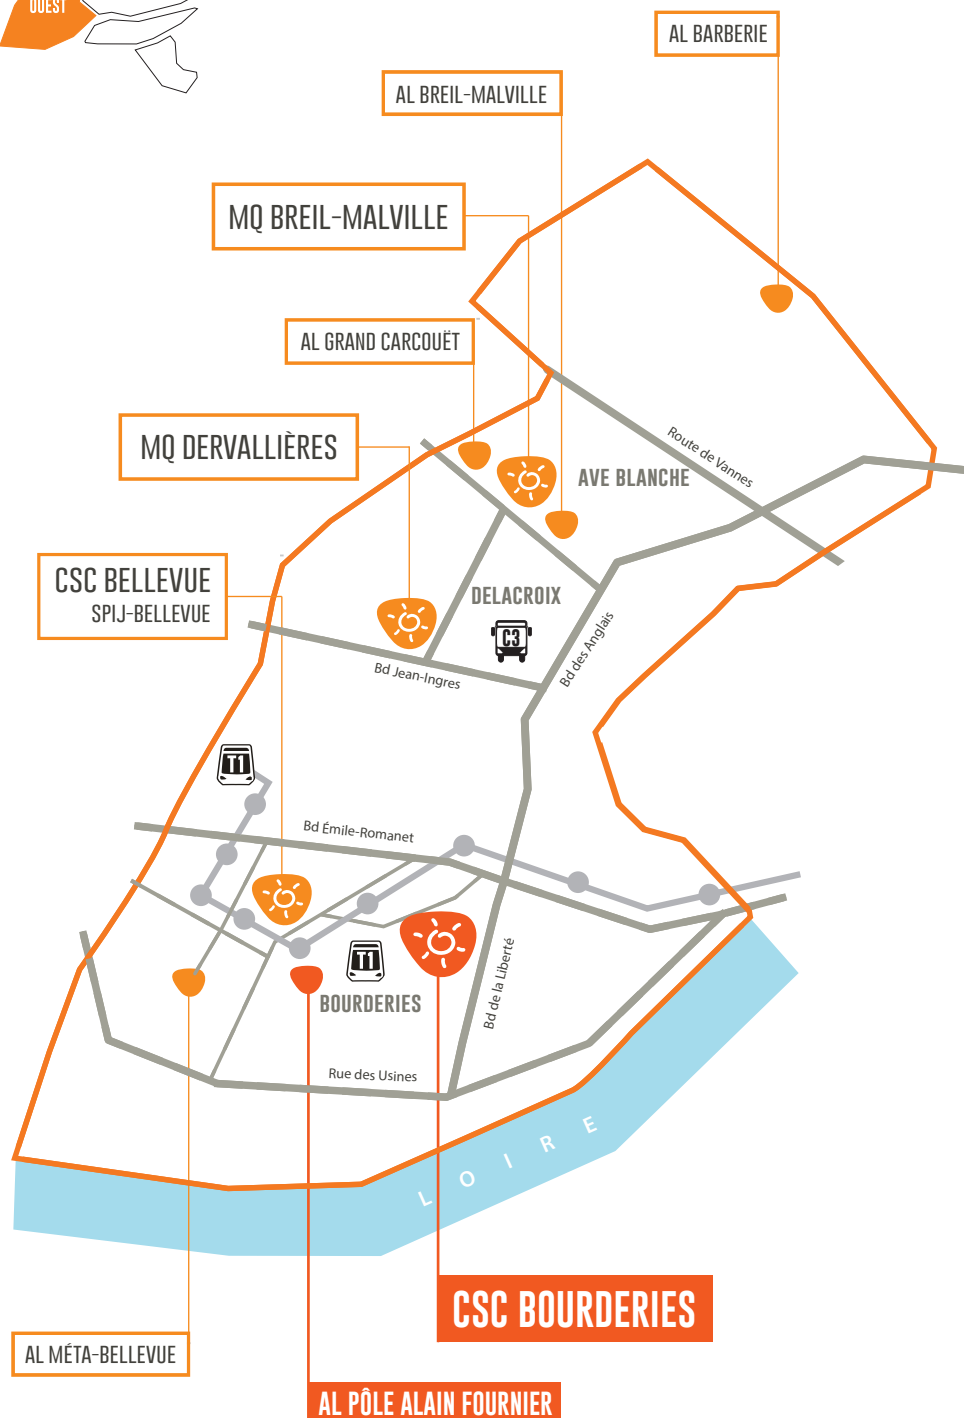 OUEST
AL BARBERIE
AL BREIL-MALVILLE
MQ BREIL-MALVILLE
AL GRAND CARCOUËT
MQ DERVALLIÈRES
Route de Vannes
AVE BLANCHE
CSC BELLEVUE
SPIJ-BELLEVUE
DELACROIX
C3
Bd des Anglais
Bd Jean-Ingres
T1
Bd Émile-Romanet
T1
BOURDERIES
Bd de la Liberté
Rue des Usines
LOIRE
CSC BOURDERIES
AL MÉTA-BELLEVUE
AL PÔLE ALAIN FOURNIER